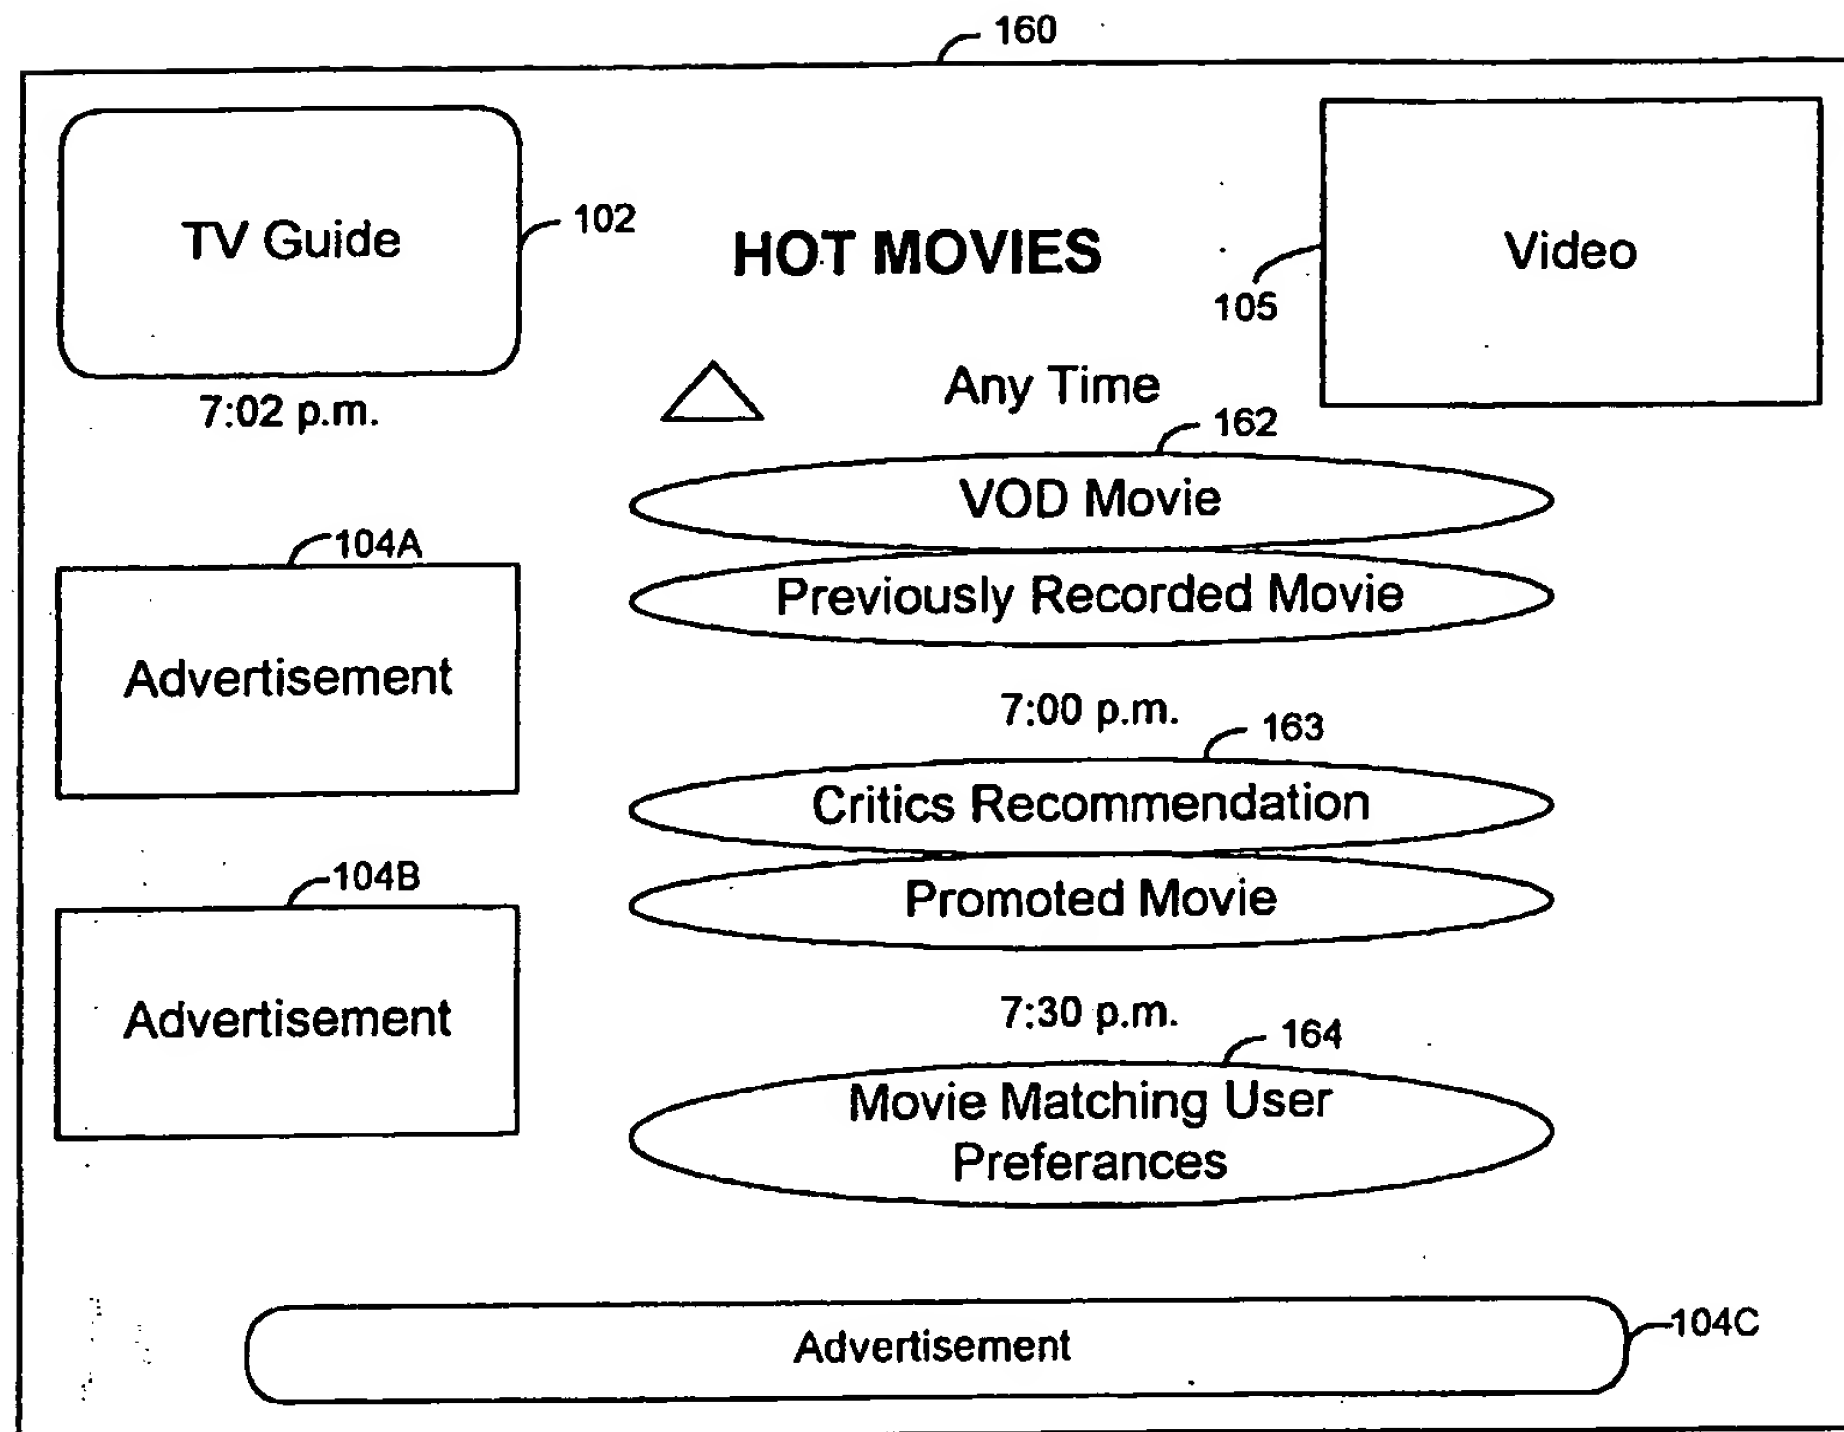 160
TV Guide
102
HOT MOVIES
Video
105
7:02 p.m.
Any Time
162
VOD Movie
104A
Previously Recorded Movie
Advertisement
7:00 p.m.
163
Critics Recommendation
104B
Promoted Movie
Advertisement
7:30 p.m.
164
Movie Matching User
Preferances
Advertisement
104C